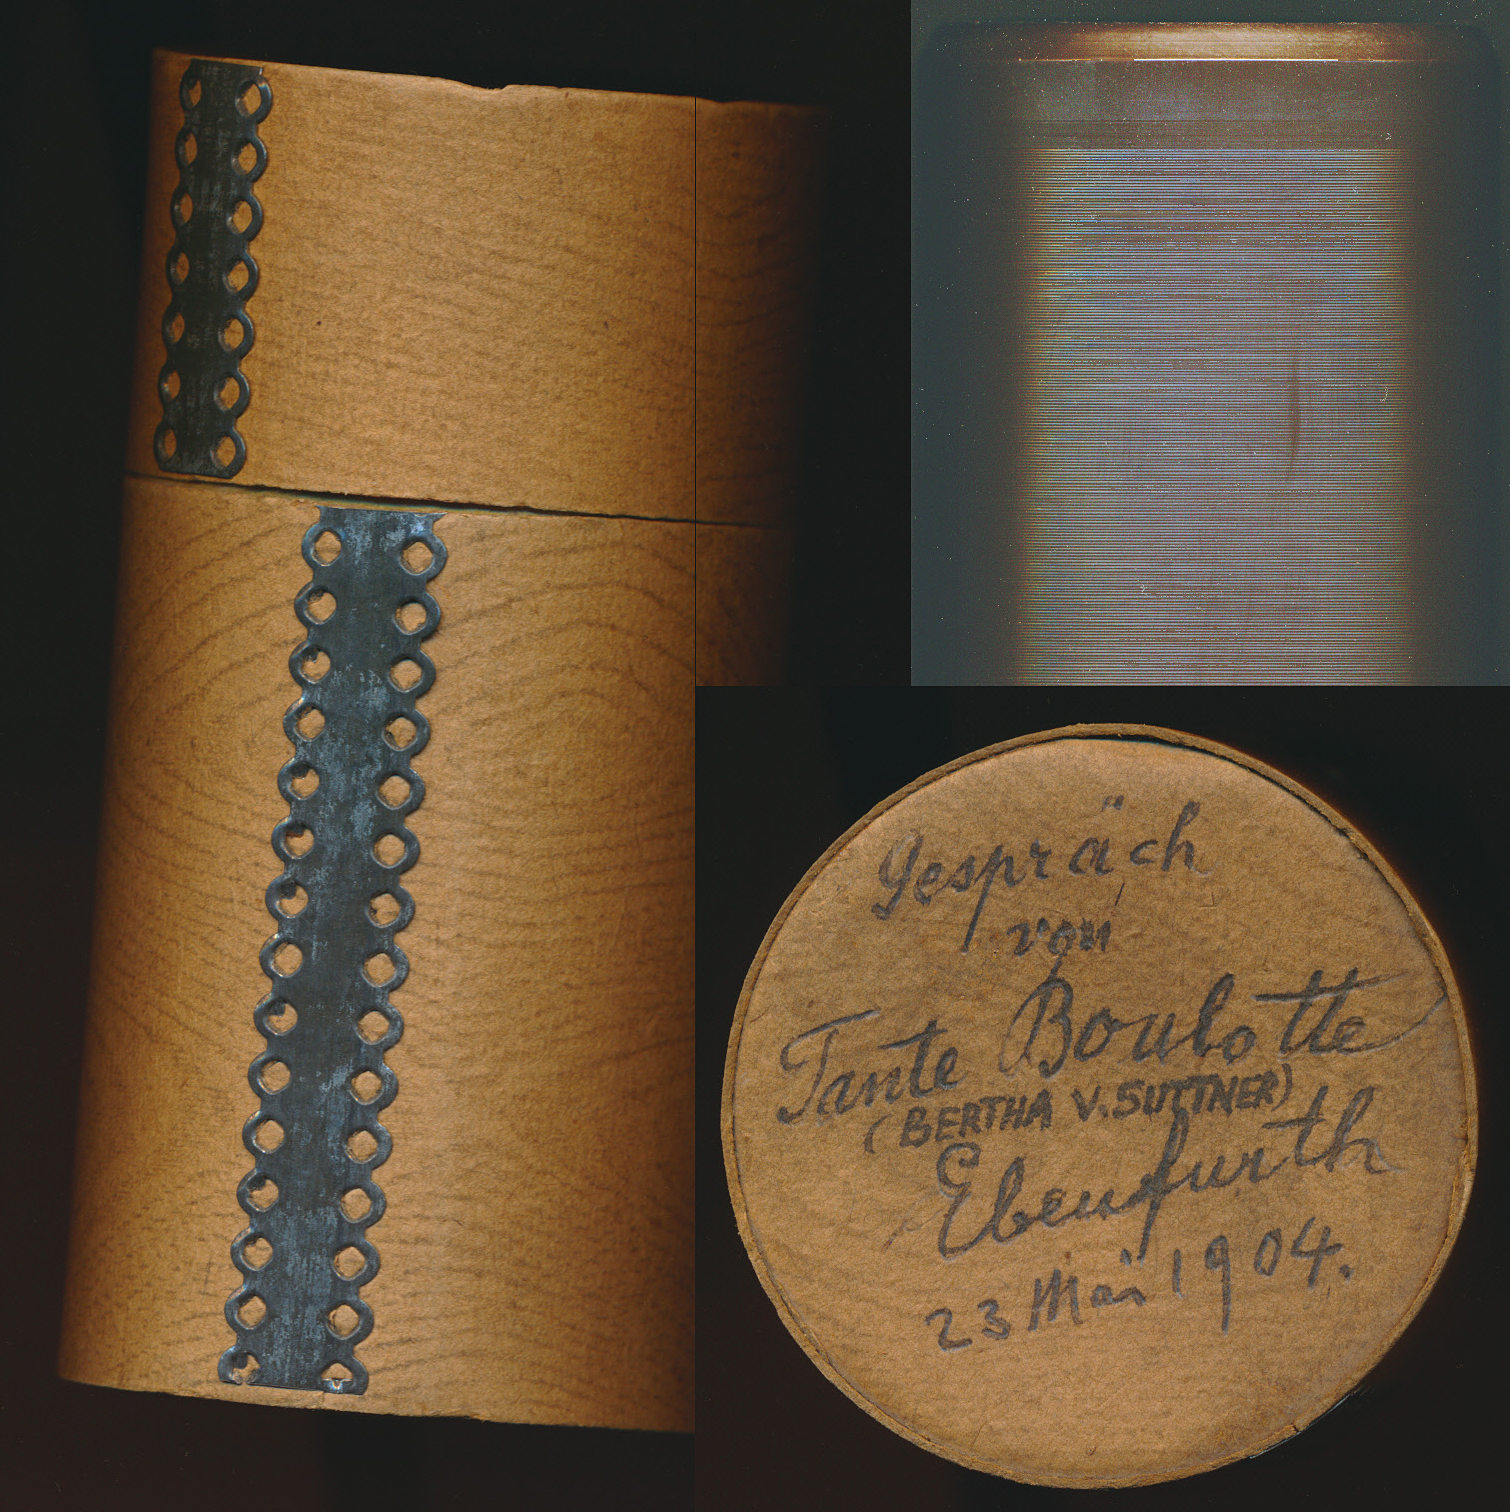 Gespräch
von
Tante Boulotte
(BERTHA V. SUTTNER)
Ebenfurth
23 Mai 1904.